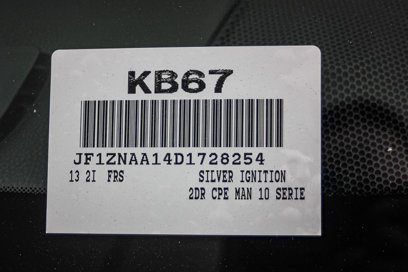 KB67
JF1ZNAA14D1728254
13 2I FRS SILVER IGNITION
2DR CPE MAN 10 SERIE